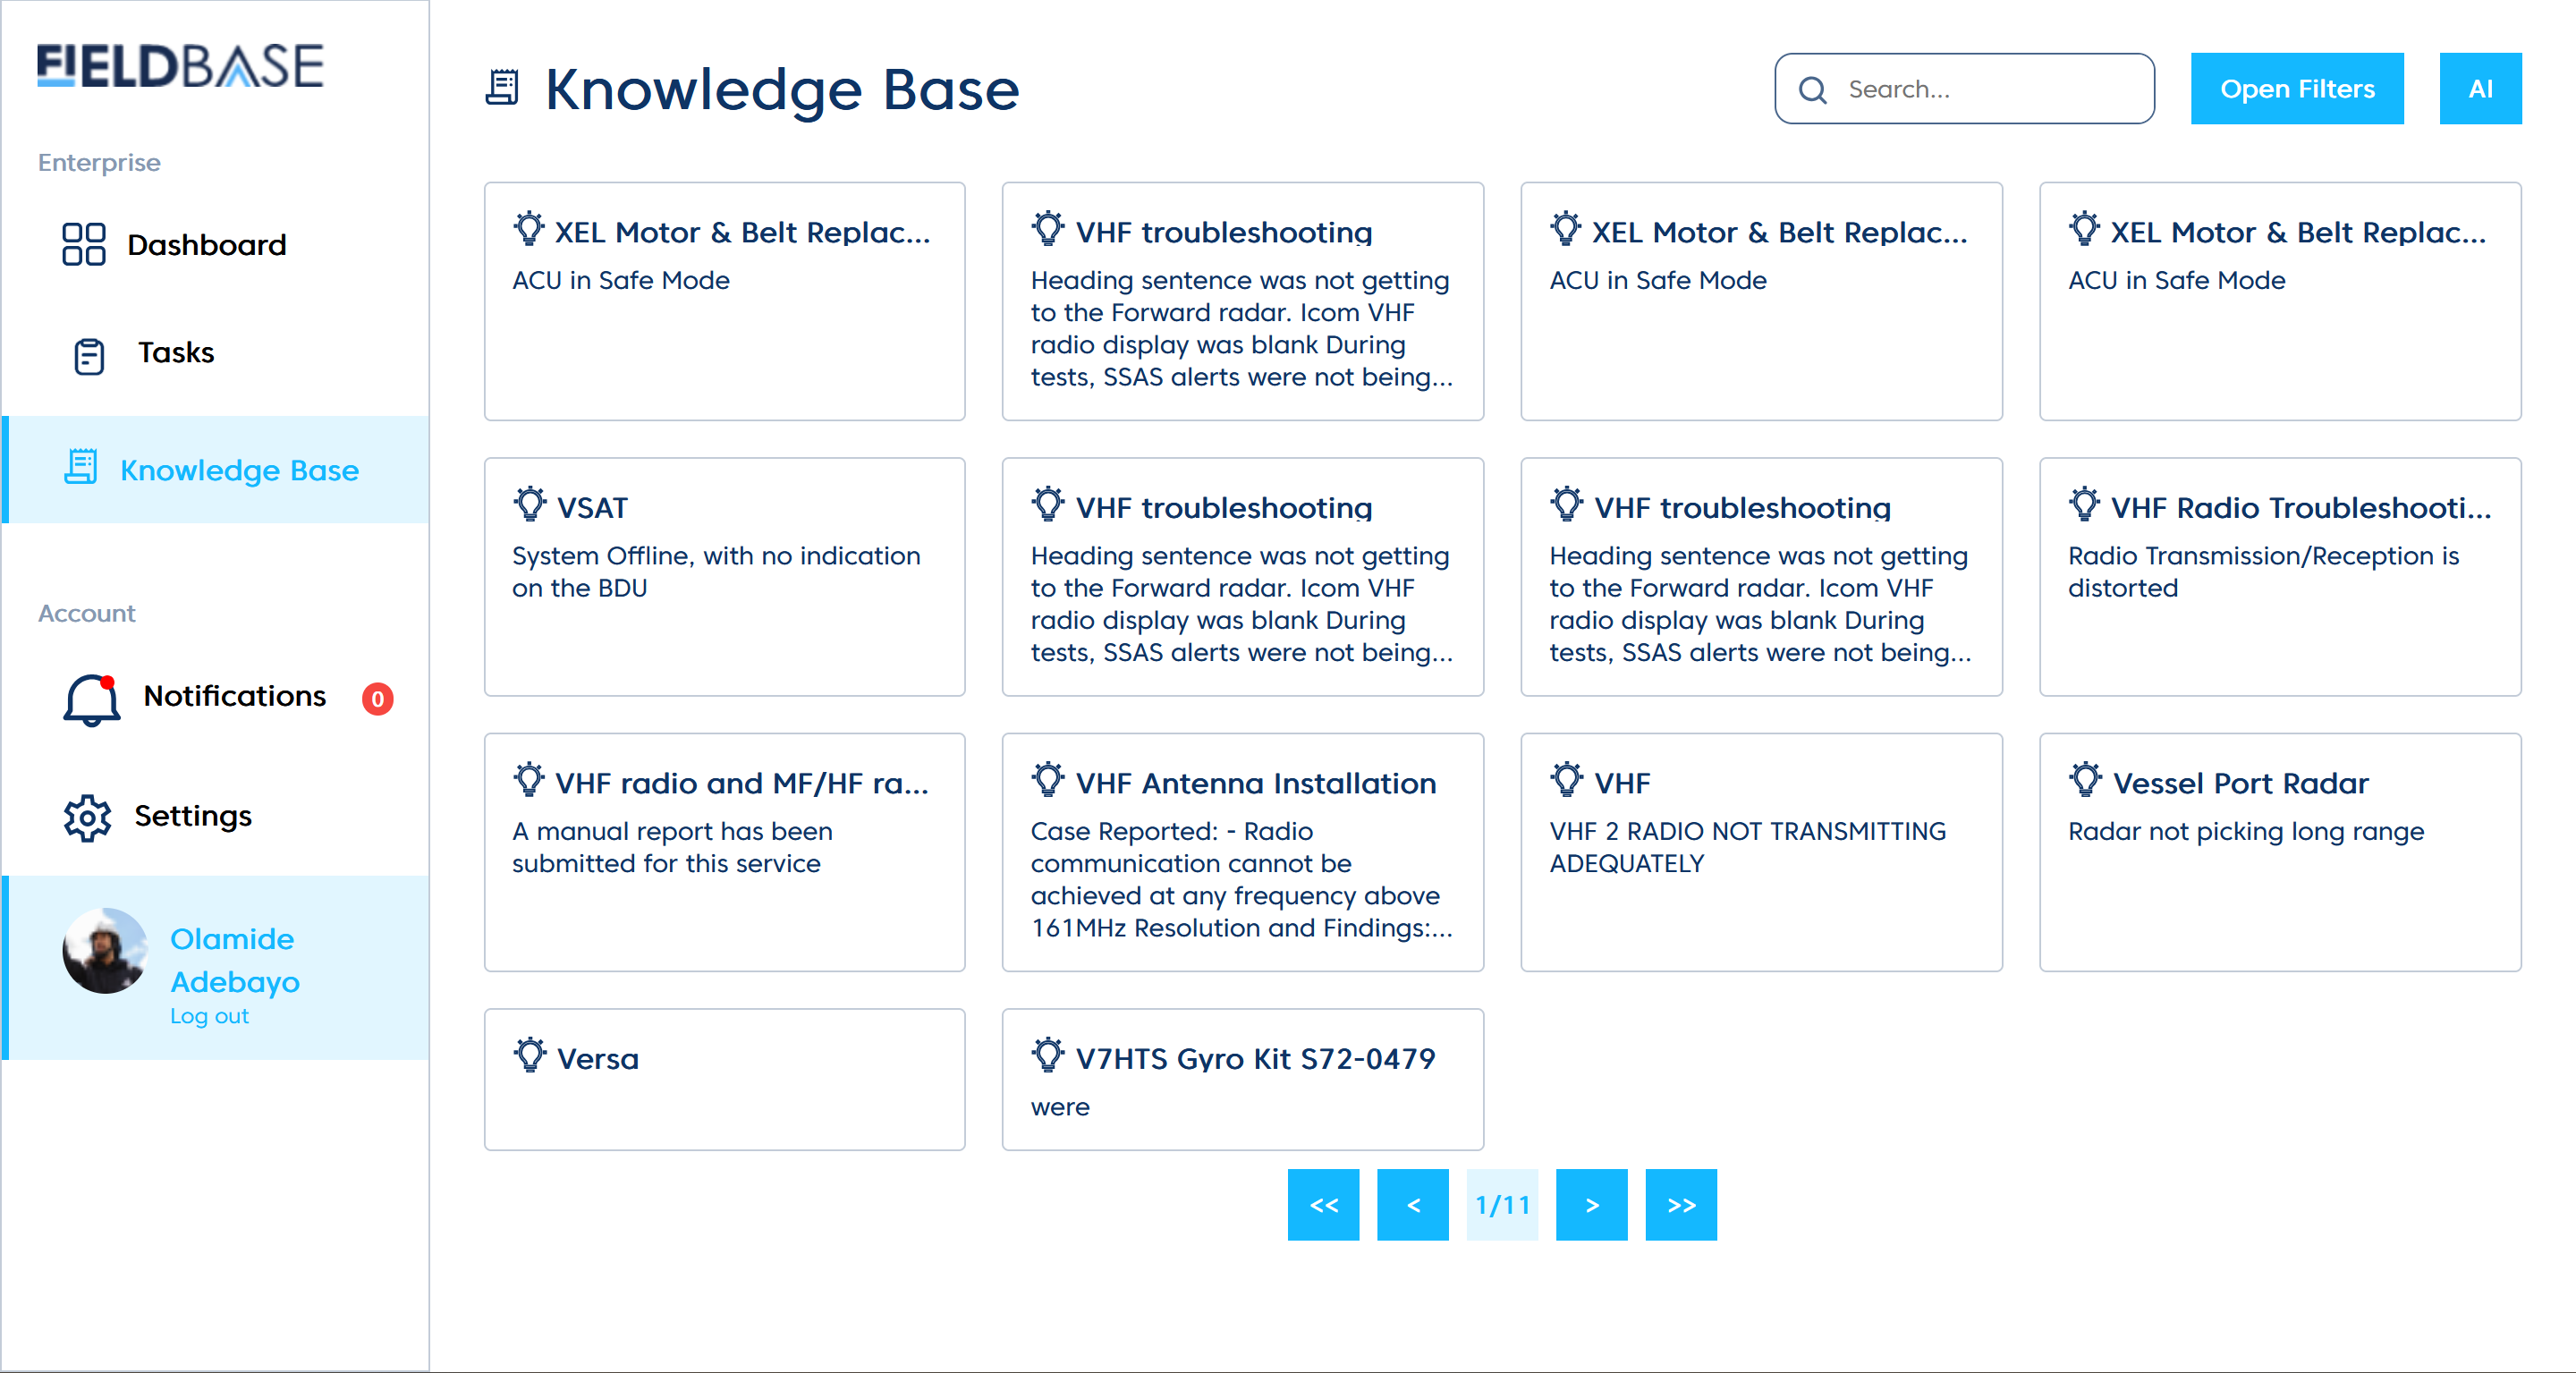 FIELDBASE
Enterprise
Dashboard
Tasks
Knowledge Base
Account
Notifications 0
Settings
Olamide
Adebayo
Log out
Knowledge Base
Search...
Open Filters
AI
XEL Motor & Belt Replac...
ACU in Safe Mode
VHF troubleshooting
Heading sentence was not getting
to the Forward radar. Icom VHF
radio display was blank During
tests, SSAS alerts were not being...
XEL Motor & Belt Replac...
ACU in Safe Mode
XEL Motor & Belt Replac...
ACU in Safe Mode
VSAT
System Offline, with no indication
on the BDU
VHF troubleshooting
Heading sentence was not getting
to the Forward radar. Icom VHF
radio display was blank During
tests, SSAS alerts were not being...
VHF troubleshooting
Heading sentence was not getting
to the Forward radar. Icom VHF
radio display was blank During
tests, SSAS alerts were not being...
VHF Radio Troubleshooti...
Radio Transmission/Reception is
distorted
VHF radio and MF/HF ra...
A manual report has been
submitted for this service
VHF Antenna Installation
Case Reported: - Radio
communication cannot be
achieved at any frequency above
161MHz Resolution and Findings:...
VHF
VHF 2 RADIO NOT TRANSMITTING
ADEQUATELY
Vessel Port Radar
Radar not picking long range
Versa
V7HTS Gyro Kit S72-0479
were
<< < 1/11 > >>